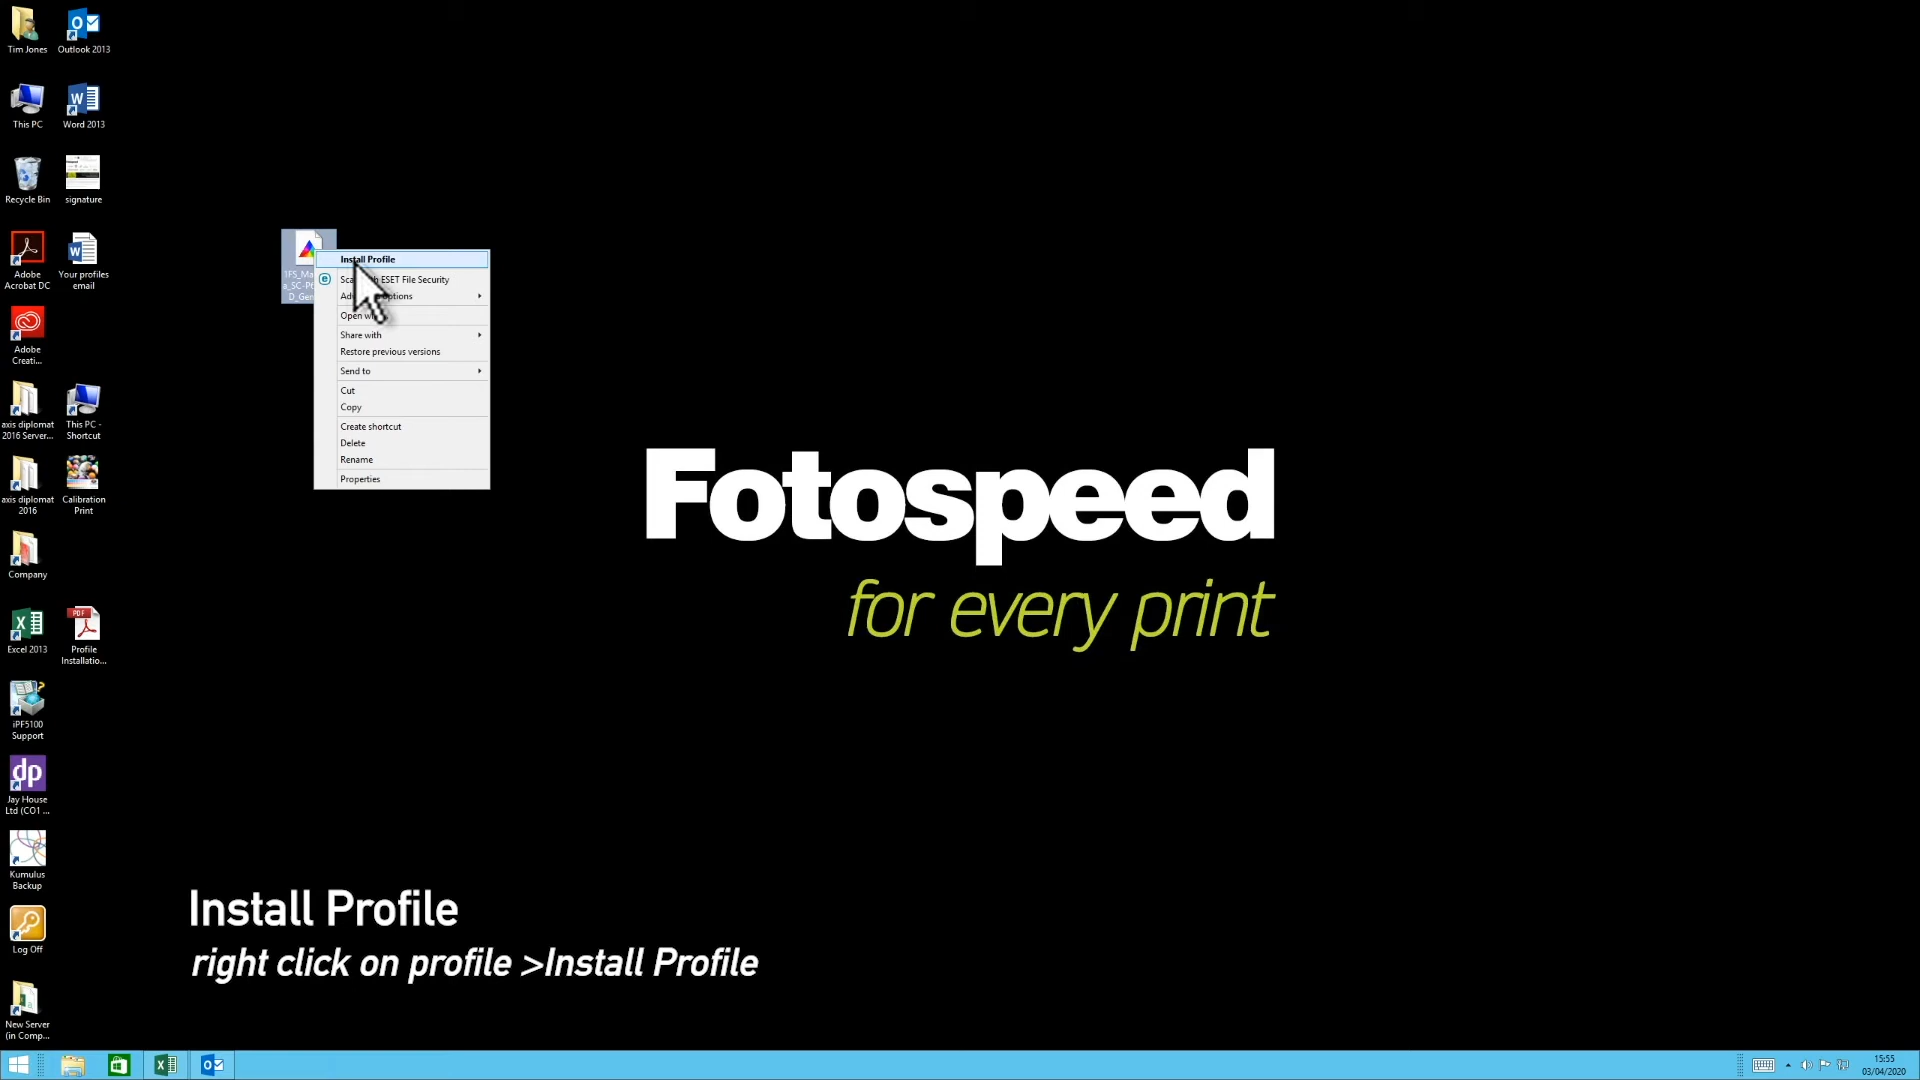 Tim Jones
Outlook 2013
This PC
Word 2013
Recycle Bin
signature
Adobe
Acrobat DC
Your profiles
email
Adobe
Creati...
axis diplomat
2016 Server...
This PC -
Shortcut
axis diplomat
2016
Calibration
Print
Company
Excel 2013
PDF
Profile
Installatio...
iPF5100
Support
dp
Jay House
Ltd (CO1 ...
Kumulus
Backup
Log Off
New Server
(in Comp...
Install Profile
ESET File Security
Share with
Restore previous versions
Send to
Cut
Copy
Create shortcut
Delete
Rename
Properties
Fotospeed
for every print
Install Profile
right click on profile >Install Profile
15:55
03/04/2020